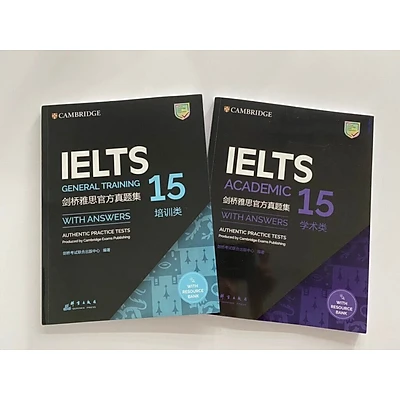 CAMBRIDGE
IELTS
GENERAL TRAINING
15
剑桥雅思官方真题集
培训类
WITH ANSWERS
AUTHENTIC PRACTICE TESTS
Produced by Cambridge Exams Publishing
WITH RESOURCE BANK
CAMBRIDGE
IELTS
ACADEMIC
15
剑桥雅思官方真题集
学术类
WITH ANSWERS
AUTHENTIC PRACTICE TESTS
Produced by Cambridge Exams Publishing
WITH RESOURCE BANK